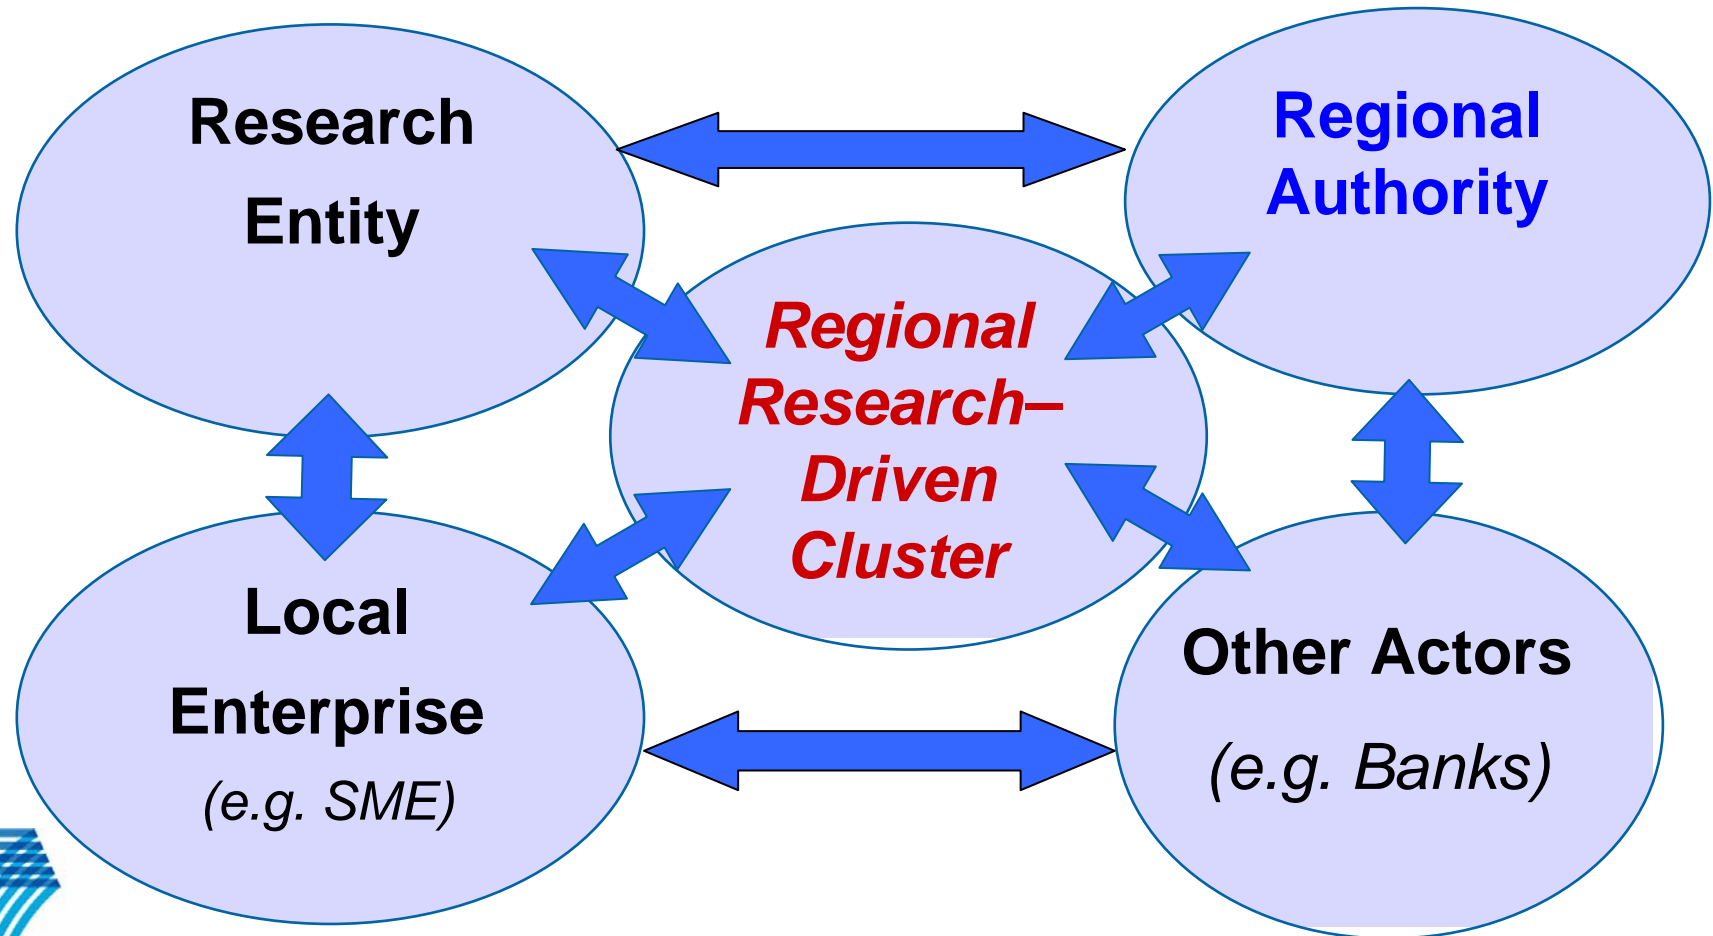 Research
Entity
Regional
Authority
Regional
Research–
Driven
Cluster
Local
Enterprise
(e.g. SME)
Other Actors
(e.g. Banks)